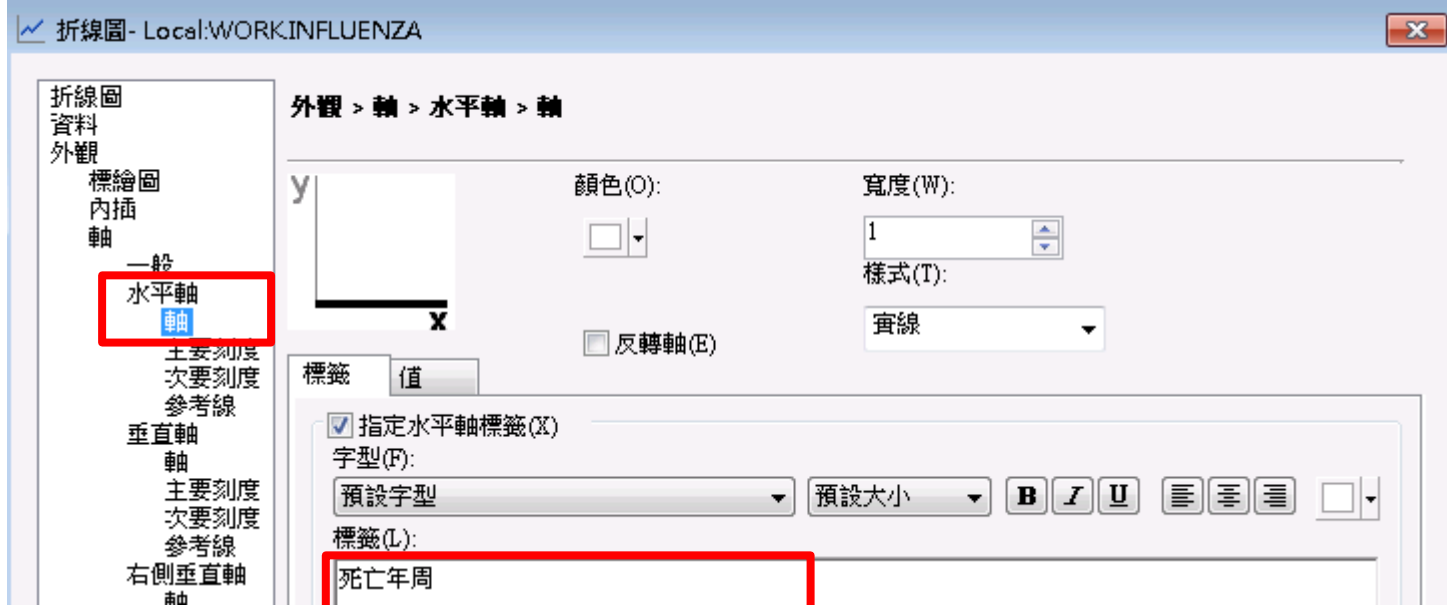 折線圖- Local:WORK.INFLUENZA
折線圖
資料
外觀
標繪圖
內插
軸
一般
水平軸
軸
主要刻度
次要刻度
參考線
垂直軸
軸
主要刻度
次要刻度
參考線
右側垂直軸
軸
外觀 > 軸 > 水平軸 > 軸
y
x
顏色(O):
寬度(W):
1
樣式(T):
實線
反轉軸(E)
標籤 值
指定水平軸標籤(X)
字型(F):
預設字型 預設大小 B I U
標籤(L):
死亡年周